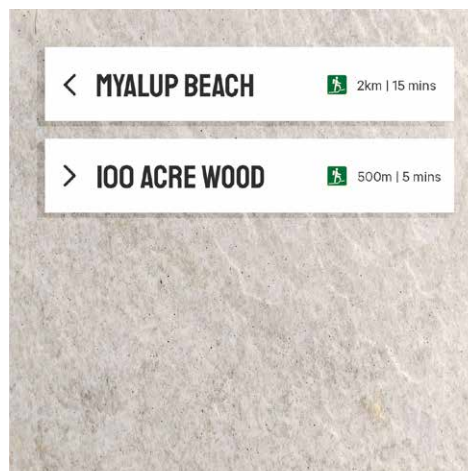 < MYALUP BEACH 2km | 15 mins
> 100 ACRE WOOD 500m | 5 mins